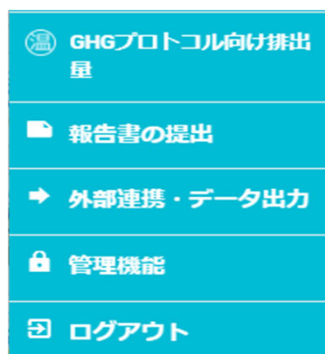 温 GHGプロトコル向け排出
量
報告書の提出
外部連携・データ出力
管理機能
ログアウト